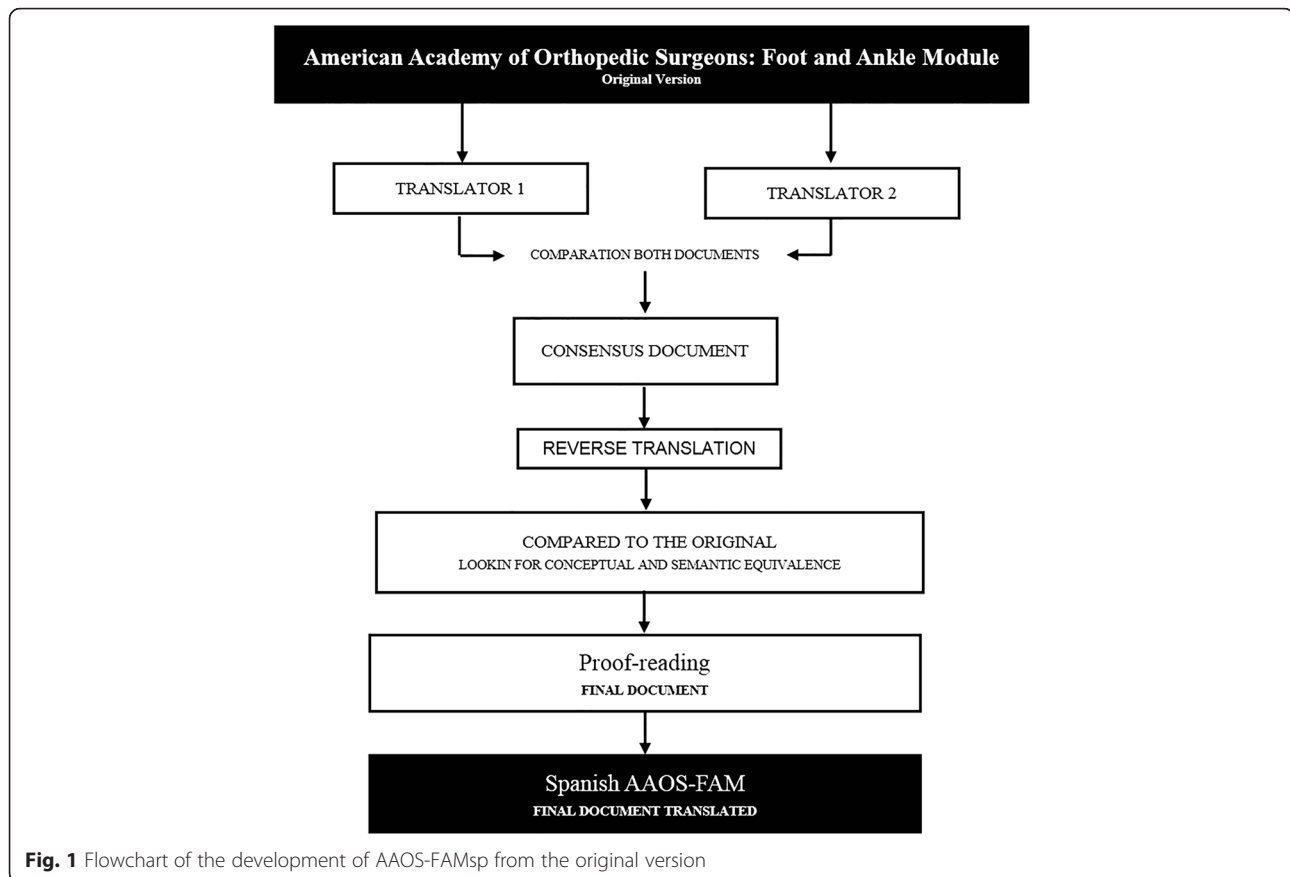 American Academy of Orthopedic Surgeons: Foot and Ankle Module
Original Version
TRANSLATOR 1
TRANSLATOR 2
COMPARATION BOTH DOCUMENTS
CONSENSUS DOCUMENT
REVERSE TRANSLATION
COMPARED TO THE ORIGINAL
LOOKIN FOR CONCEPTUAL AND SEMANTIC EQUIVALENCE
Proof-reading
FINAL DOCUMENT
Spanish AAOS-FAM
FINAL DOCUMENT TRANSLATED
Fig. 1 Flowchart of the development of AAOS-FAMsp from the original version